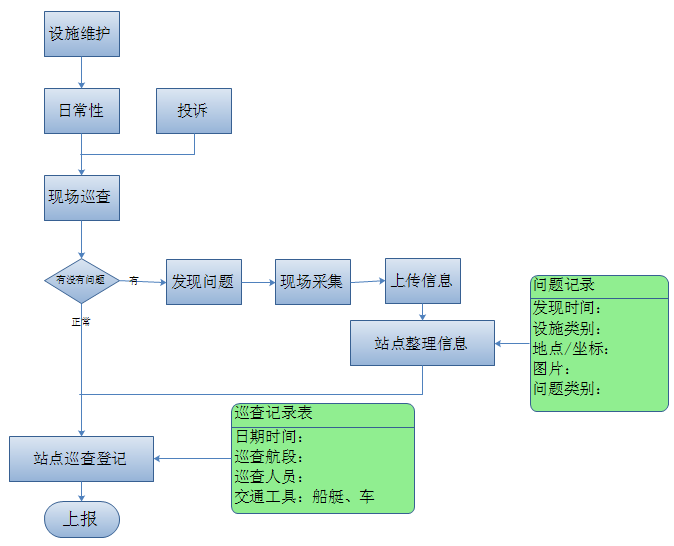 设施维护
日常性
投诉
现场巡查
有没有问题
有
发现问题
现场采集
上传信息
正常
站点整理信息
问题记录
发现时间：
设施类别：
地点/坐标：
图片：
问题类别：
巡查记录表
日期时间：
巡查航段：
巡查人员：
交通工具：船艇、车
站点巡查登记
上报